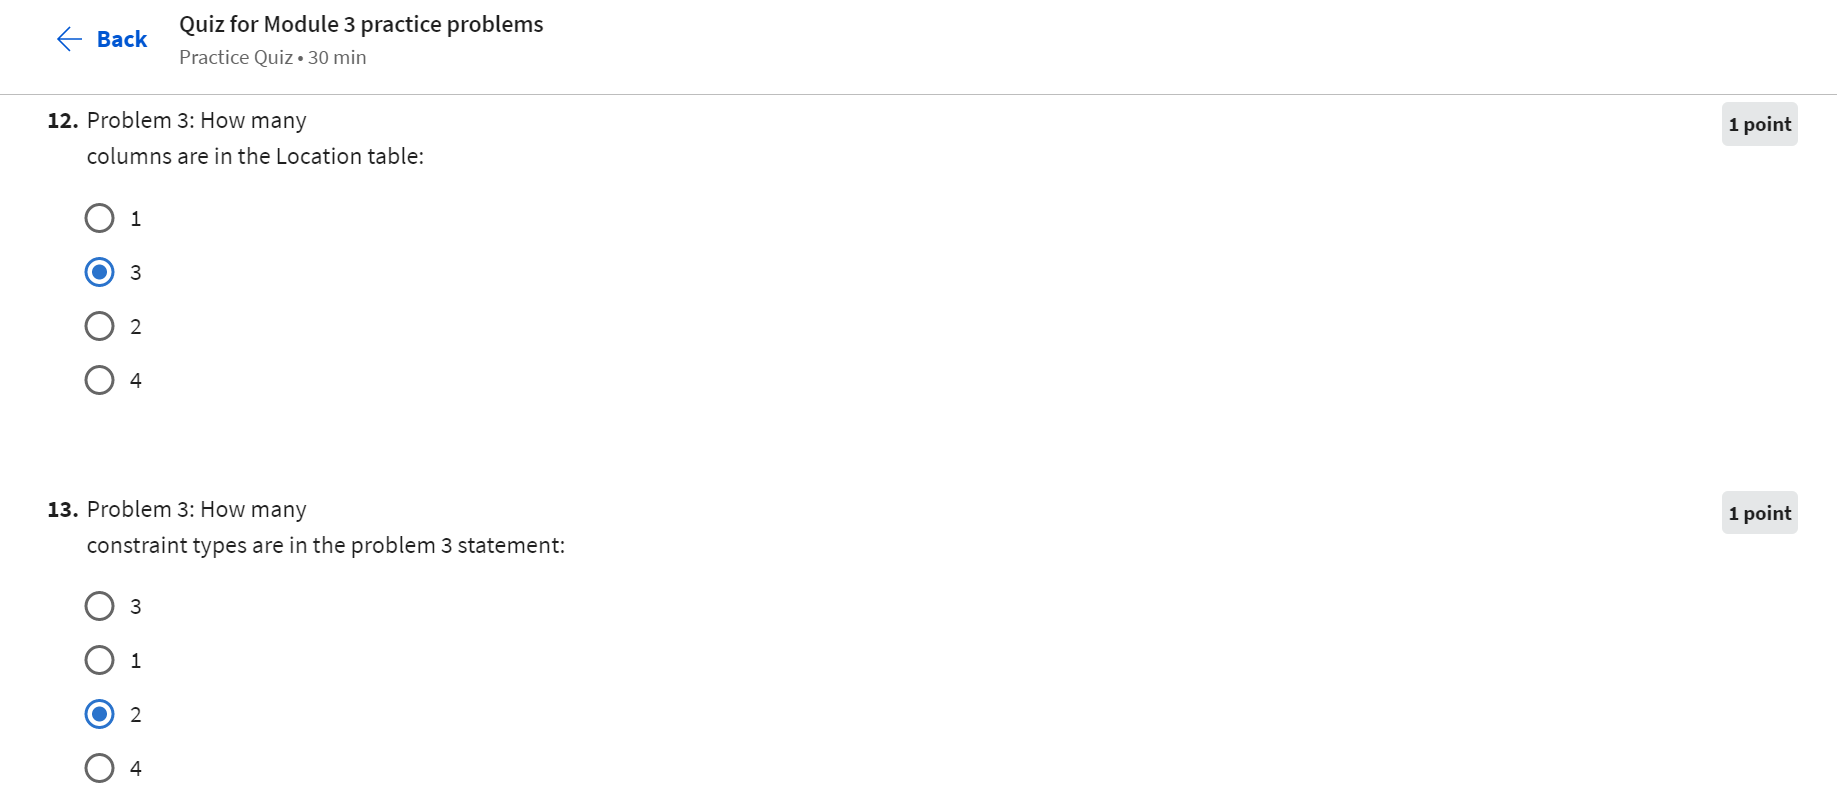 Back
Quiz for Module 3 practice problems
Practice Quiz • 30 min
12. Problem 3: How many
columns are in the Location table:
1 point
1
3
2
4
13. Problem 3: How many
constraint types are in the problem 3 statement:
1 point
3
1
2
4